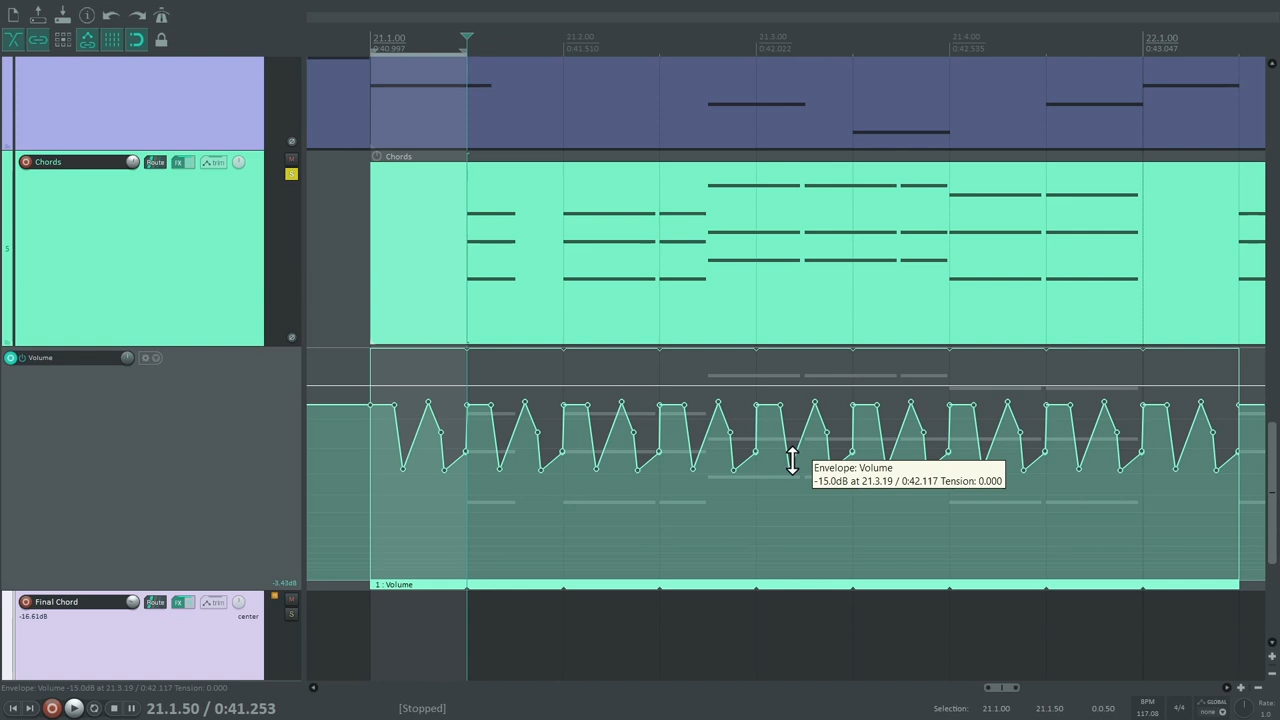 21.1.00
0:40.997
21.2.00
0:41.510
21.3.00
0:42.022
21.4.00
0:42.535
22.1.00
0:43.047
Chords
Route
FX
trim
M
S
5
Chords
Volume
Envelope: Volume
-15.0dB at 21.3.19 / 0:42.117 Tension: 0.000
-3.43dB
1 : Volume
Final Chord
Route
FX
trim
M
S
-16.61dB
center
Envelope: Volume -15.0dB at 21.3.19 / 0:42.117 Tension: 0.000
21.1.50 / 0:41.253
[Stopped]
Selection:
21.1.00
21.1.50
0.0.50
BPM
117.08
4/4
GLOBAL
none
Rate:
1.0